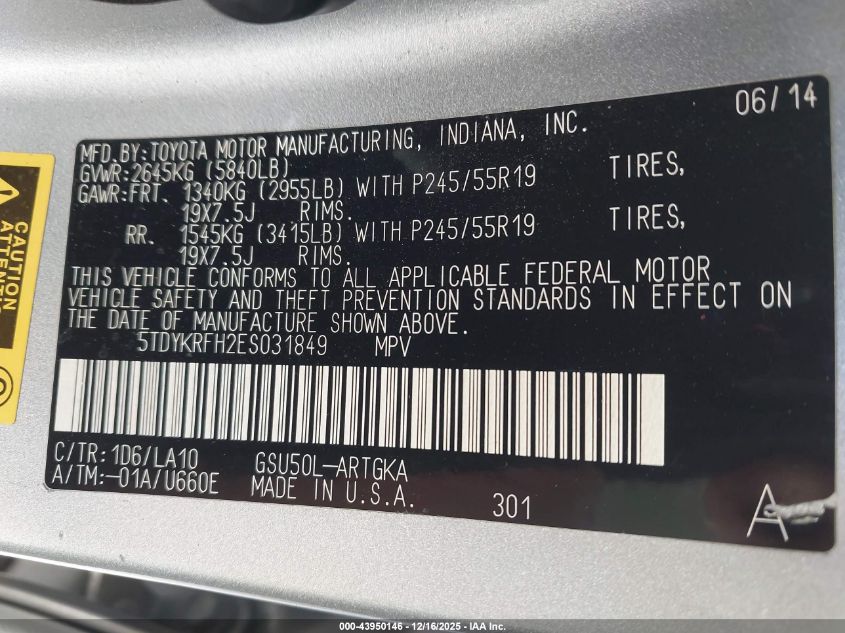 06/14
MFD.BY:TOYOTA MOTOR MANUFACTURING, INDIANA, INC.
GVWR:2645KG (5840LB)
GAWR:FRT. 1340KG (2955LB) WITH P245/55R19 TIRES,
19X7.5J RIMS.
RR. 1545KG (3415LB) WITH P245/55R19 TIRES,
19X7.5J RIMS.
THIS VEHICLE CONFORMS TO ALL APPLICABLE FEDERAL MOTOR
VEHICLE SAFETY AND THEFT PREVENTION STANDARDS IN EFFECT ON
THE DATE OF MANUFACTURE SHOWN ABOVE.
5TDYKRFH2ES031849 MPV
C/TR: 1D6/LA10 GSU50L-ARTGKA
A/TM:-01A/U660E MADE IN U.S.A. 301
A
CAUTION
ATTENTION
000-43950146 - 12/16/2025 - IAA Inc.